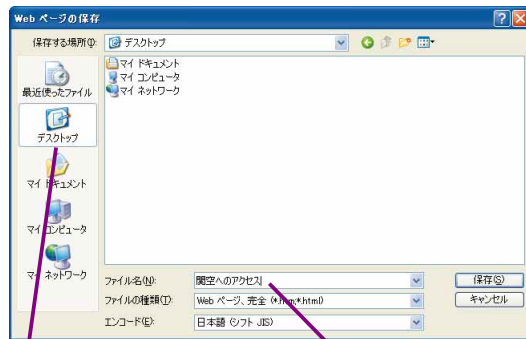 Web ページの保存
保存する場所(I):
デスクトップ
マイ ドキュメント
マイ コンピュータ
マイ ネットワーク
最近使ったファイル
デスクトップ
マイ ドキュメント
マイ コンピュータ
マイ ネットワーク
ファイル名(N):
関空へのアクセス
保存(S)
ファイルの種類(T):
Web ページ、完全 (*.htm;*.html)
キャンセル
エンコード(E):
日本語 (シフト JIS)